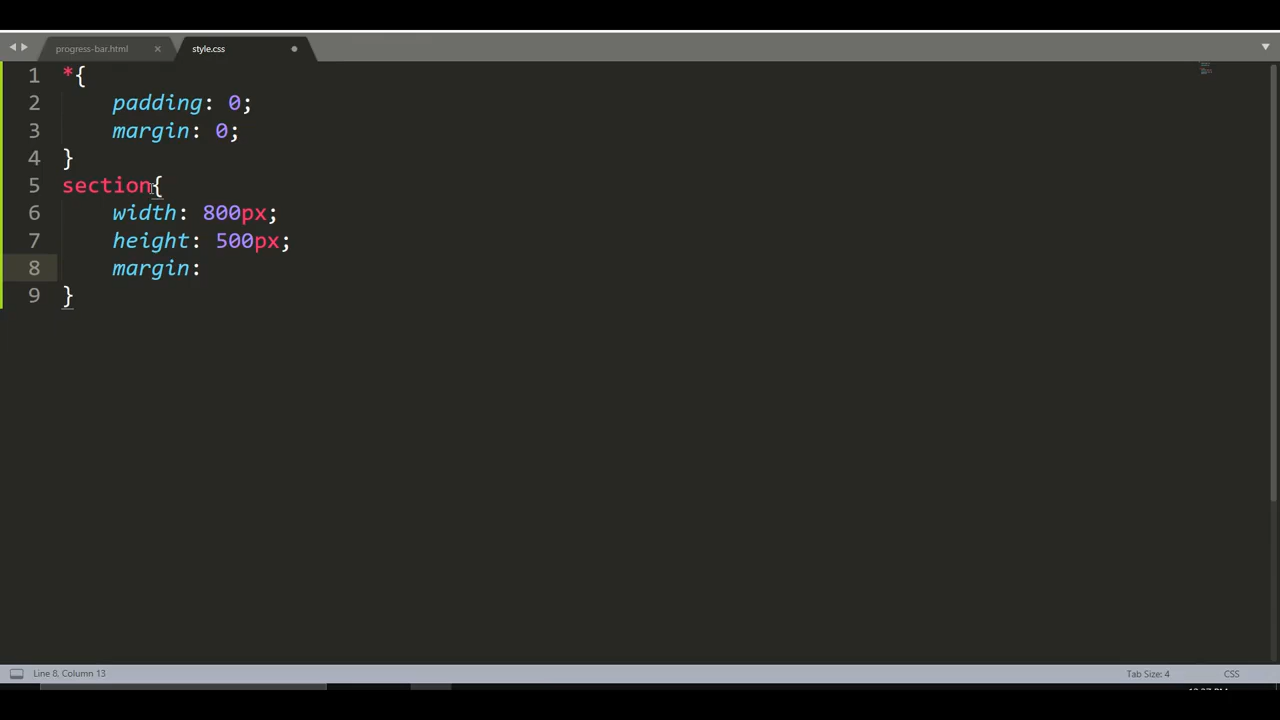 progress-bar.html × style.css
1 *{
2 padding: 0;
3 margin: 0;
4 }
5 section{
6 width: 800px;
7 height: 500px;
8 margin:
9 }
Line 8, Column 13 Tab Size: 4 CSS